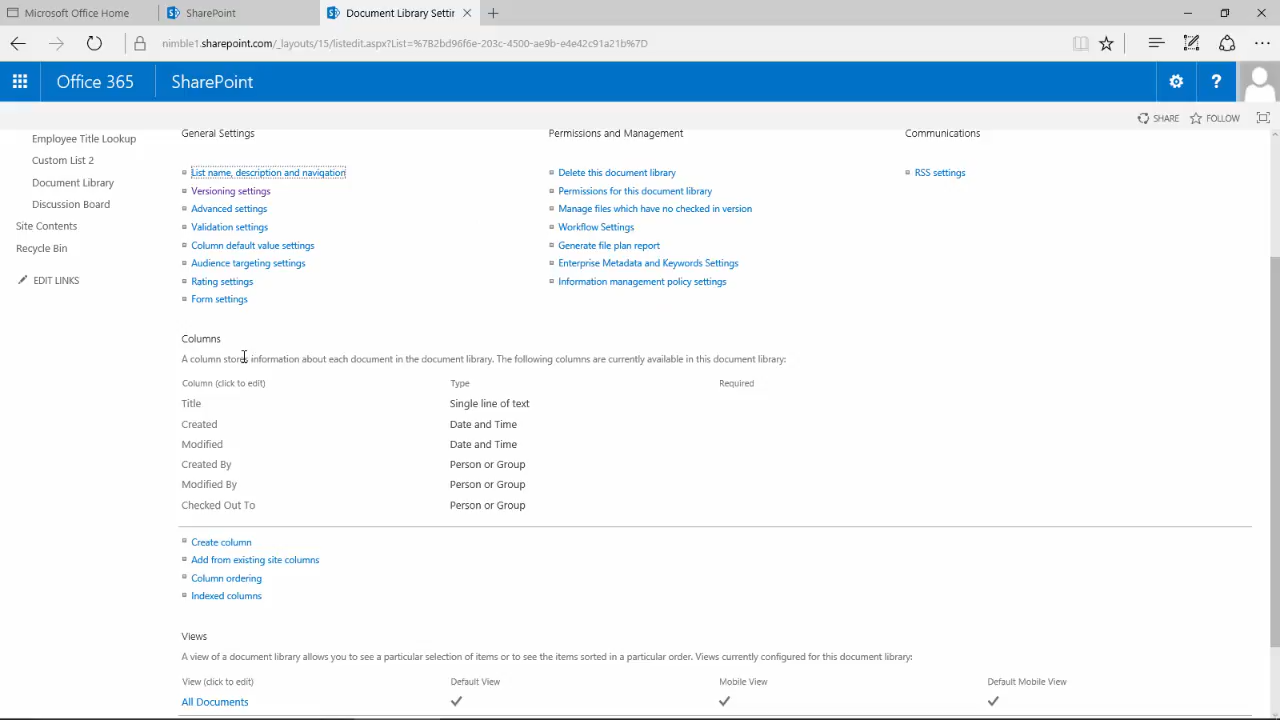 Microsoft Office Home
SharePoint
Document Library Settin
nimble1.sharepoint.com/_layouts/15/listedit.aspx?List=%7B2bd96f6e-203c-4500-ae9b-e4e42c91a21b%7D
Office 365
SharePoint
?
SHARE
FOLLOW
Employee Title Lookup
Custom List 2
Document Library
Discussion Board
Site Contents
Recycle Bin
EDIT LINKS
General Settings
List name, description and navigation
Versioning settings
Advanced settings
Validation settings
Column default value settings
Audience targeting settings
Rating settings
Form settings
Permissions and Management
Delete this document library
Permissions for this document library
Manage files which have no checked in version
Workflow Settings
Generate file plan report
Enterprise Metadata and Keywords Settings
Information management policy settings
Communications
RSS settings
Columns
A column stores information about each document in the document library. The following columns are currently available in this document library:
Column (click to edit) Type Required
Title Single line of text
Created Date and Time
Modified Date and Time
Created By Person or Group
Modified By Person or Group
Checked Out To Person or Group
Create column
Add from existing site columns
Column ordering
Indexed columns
Views
A view of a document library allows you to see a particular selection of items or to see the items sorted in a particular order. Views currently configured for this document library:
View (click to edit) Default View Mobile View Default Mobile View
All Documents